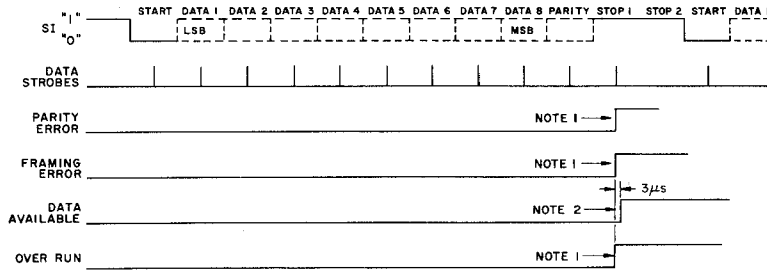 START DATA 1 DATA 2 DATA 3 DATA 4 DATA 5 DATA 6 DATA 7 DATA 8 PARITY STOP 1 STOP 2 START DATA
SI "1"
"0"
LSB MSB
DATA
STROBES
PARITY
ERROR
NOTE 1
FRAMING
ERROR
NOTE 1
3µs
DATA
AVAILABLE
NOTE 2
OVER RUN
NOTE 1